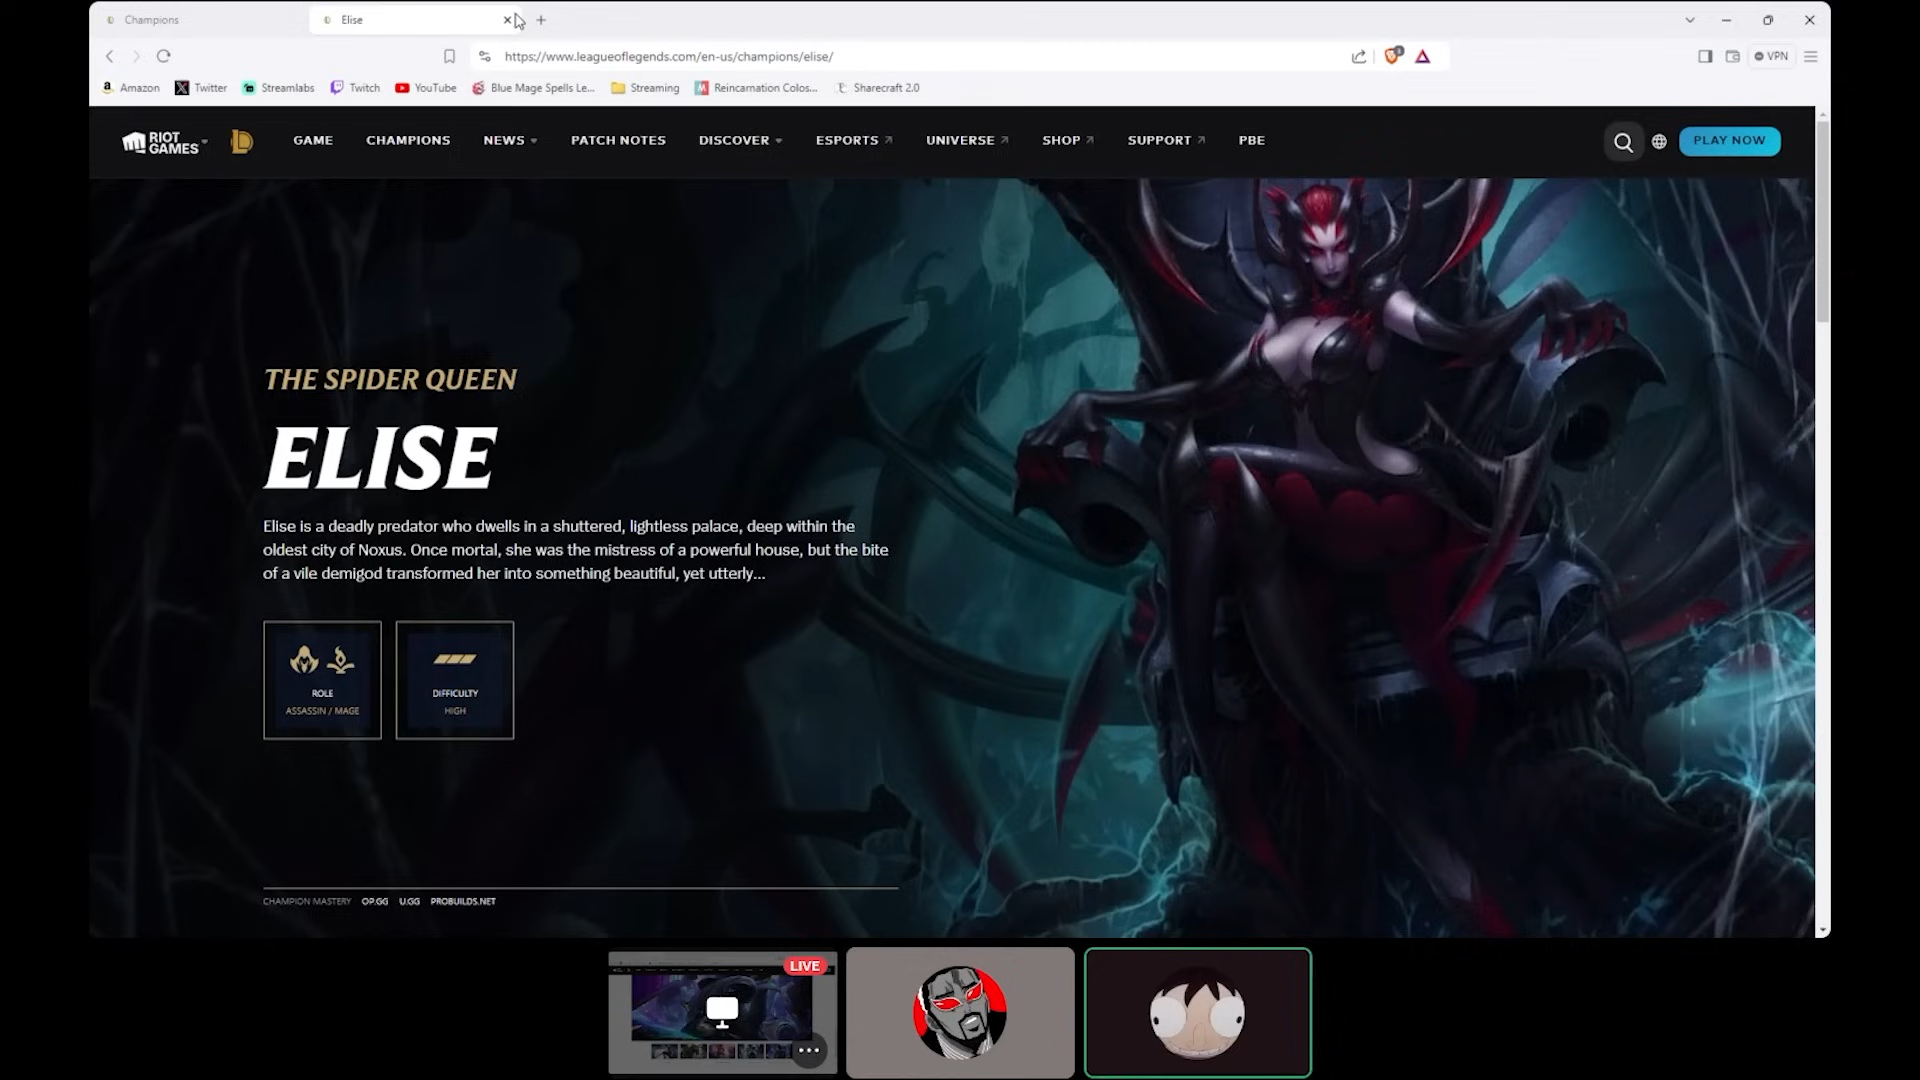 Champions
Elise
https://www.leagueoflegends.com/en-us/champions/elise/
VPN
Amazon
Twitter
Streamlabs
Twitch
YouTube
Blue Mage Spells Le...
Streaming
Reincarnation Colos...
Sharecraft 2.0
RIOT
GAMES
GAME
CHAMPIONS
NEWS
PATCH NOTES
DISCOVER
ESPORTS
UNIVERSE
SHOP
SUPPORT
PBE
PLAY NOW
THE SPIDER QUEEN
ELISE
Elise is a deadly predator who dwells in a shuttered, lightless palace, deep within the
oldest city of Noxus. Once mortal, she was the mistress of a powerful house, but the bite
of a vile demigod transformed her into something beautiful, yet utterly...
ROLE
ASSASSIN / MAGE
DIFFICULTY
HIGH
CHAMPION MASTERY
OP.GG
U.GG
PROBUILDS.NET
LIVE